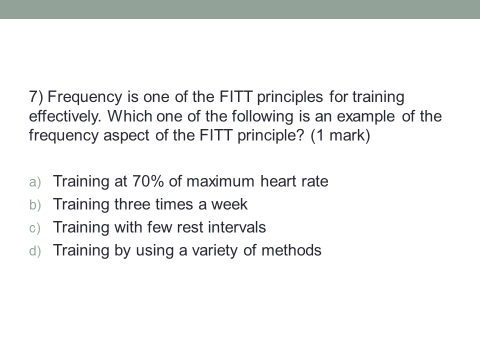 7) Frequency is one of the FITT principles for training
effectively. Which one of the following is an example of the
frequency aspect of the FITT principle? (1 mark)
a) Training at 70% of maximum heart rate
b) Training three times a week
c) Training with few rest intervals
d) Training by using a variety of methods